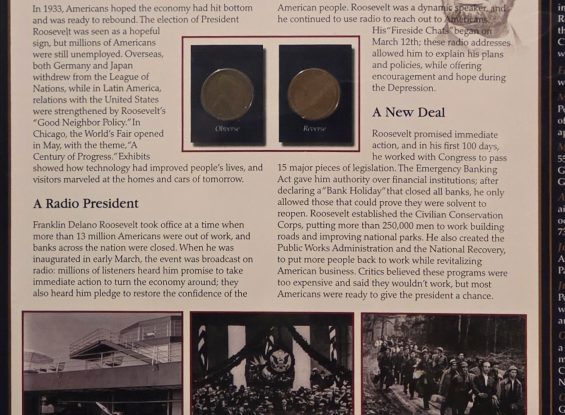 In 1933, Americans hoped the economy had hit bottom
and was ready to rebound. The election of President
Roosevelt was seen as a hopeful
sign, but millions of Americans
were still unemployed. Overseas,
both Germany and Japan
withdrew from the League of
Nations, while in Latin America,
relations with the United States
were strengthened by Roosevelt's
"Good Neighbor Policy." In
Chicago, the World's Fair opened
in May, with the theme, "A
Century of Progress." Exhibits
showed how technology had improved people's lives, and
visitors marveled at the homes and cars of tomorrow.
A Radio President
Franklin Delano Roosevelt took office at a time when
more than 13 million Americans were out of work, and
banks across the nation were closed. When he was
inaugurated in early March, the event was broadcast on
radio: millions of listeners heard him promise to take
immediate action to turn the economy around; they
also heard him pledge to restore the confidence of the
American people. Roosevelt was a dynamic speaker, and
he continued to use radio to reach out to Americans.
His "Fireside Chats" began on
March 12th; these radio addresses
allowed him to explain his plans
and policies, while offering
encouragement and hope during
the Depression.
Obverse
Reverse
A New Deal
Roosevelt promised immediate
action, and in his first 100 days,
he worked with Congress to pass
15 major pieces of legislation. The Emergency Banking
Act gave him authority over financial institutions; after
declaring a "Bank Holiday" that closed all banks, he only
allowed those that could prove they were solvent to
reopen. Roosevelt established the Civilian Conservation
Corps, putting more than 250,000 men to work building
roads and improving national parks. He also created the
Public Works Administration and the National Recovery,
to put more people back to work while revitalizing
American business. Critics believed these programs were
too expensive and said they wouldn't work, but most
Americans were ready to give the president a chance.